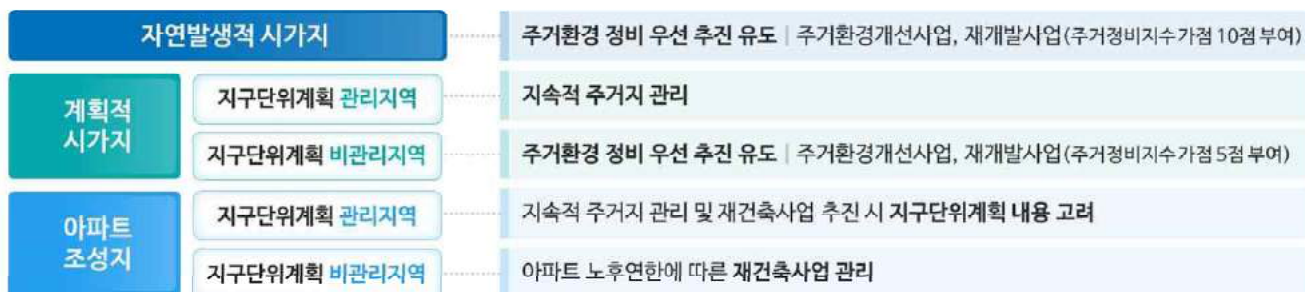 자연발생적 시가지
주거환경 정비 우선 추진 유도 | 주거환경개선사업, 재개발사업(주거정비지수 가점 10점 부여)
계획적
시가지
지구단위계획 관리지역
지속적 주거지 관리
지구단위계획 비관리지역
주거환경 정비 우선 추진 유도 | 주거환경개선사업, 재개발사업(주거정비지수 가점 5점 부여)
아파트
조성지
지구단위계획 관리지역
지속적 주거지 관리 및 재건축사업 추진 시 지구단위계획 내용 고려
지구단위계획 비관리지역
아파트 노후연한에 따른 재건축사업 관리